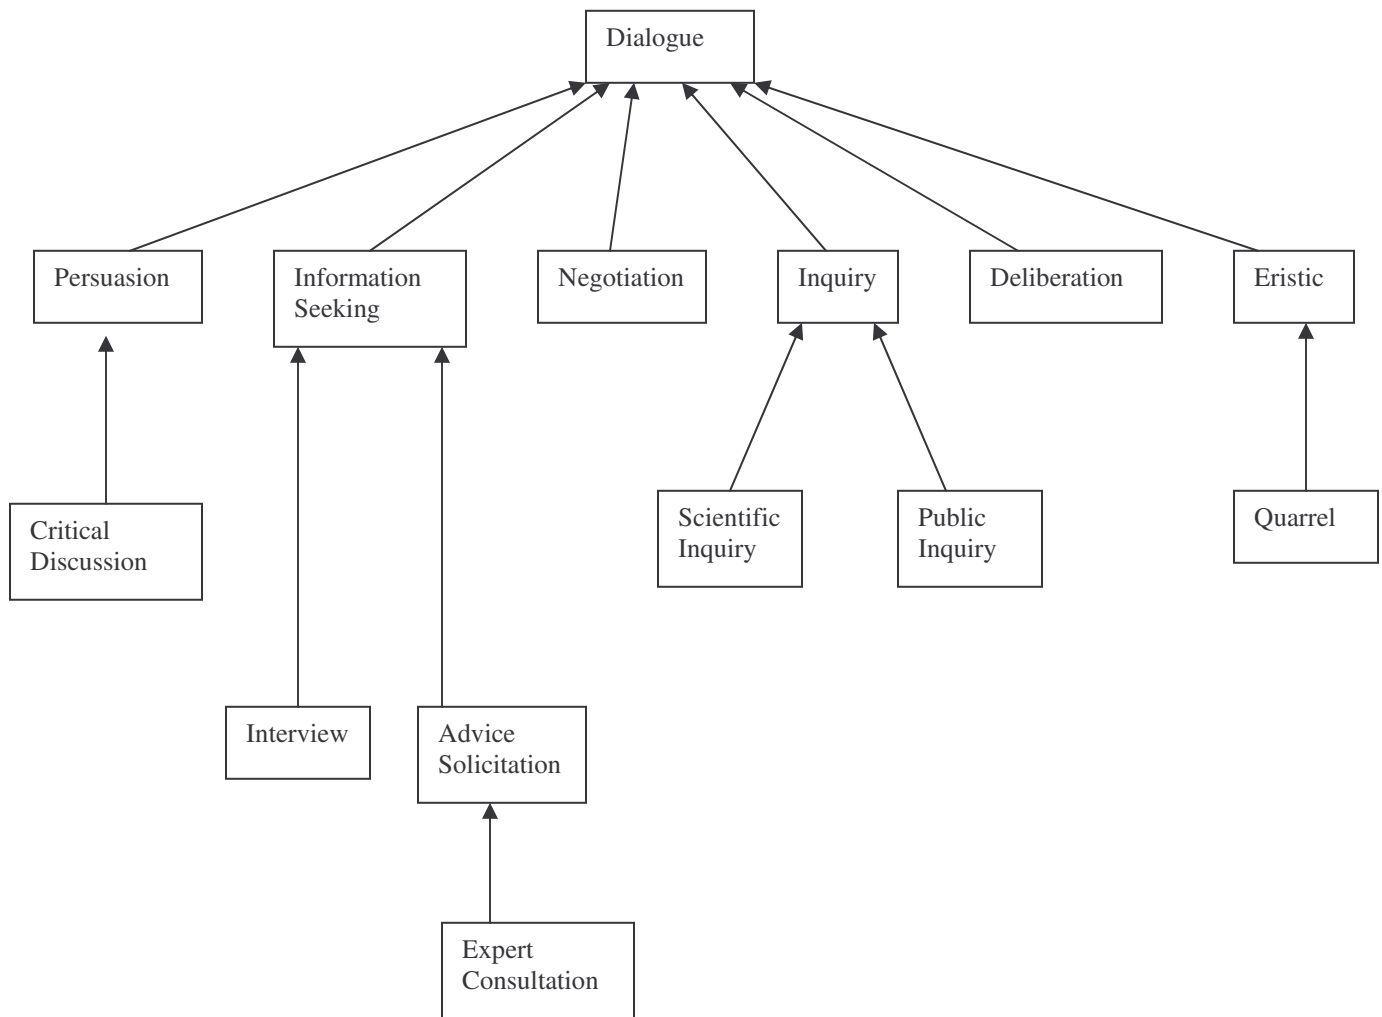 Dialogue
Persuasion
Information
Seeking
Negotiation
Inquiry
Deliberation
Eristic
Critical
Discussion
Scientific
Inquiry
Public
Inquiry
Quarrel
Interview
Advice
Solicitation
Expert
Consultation